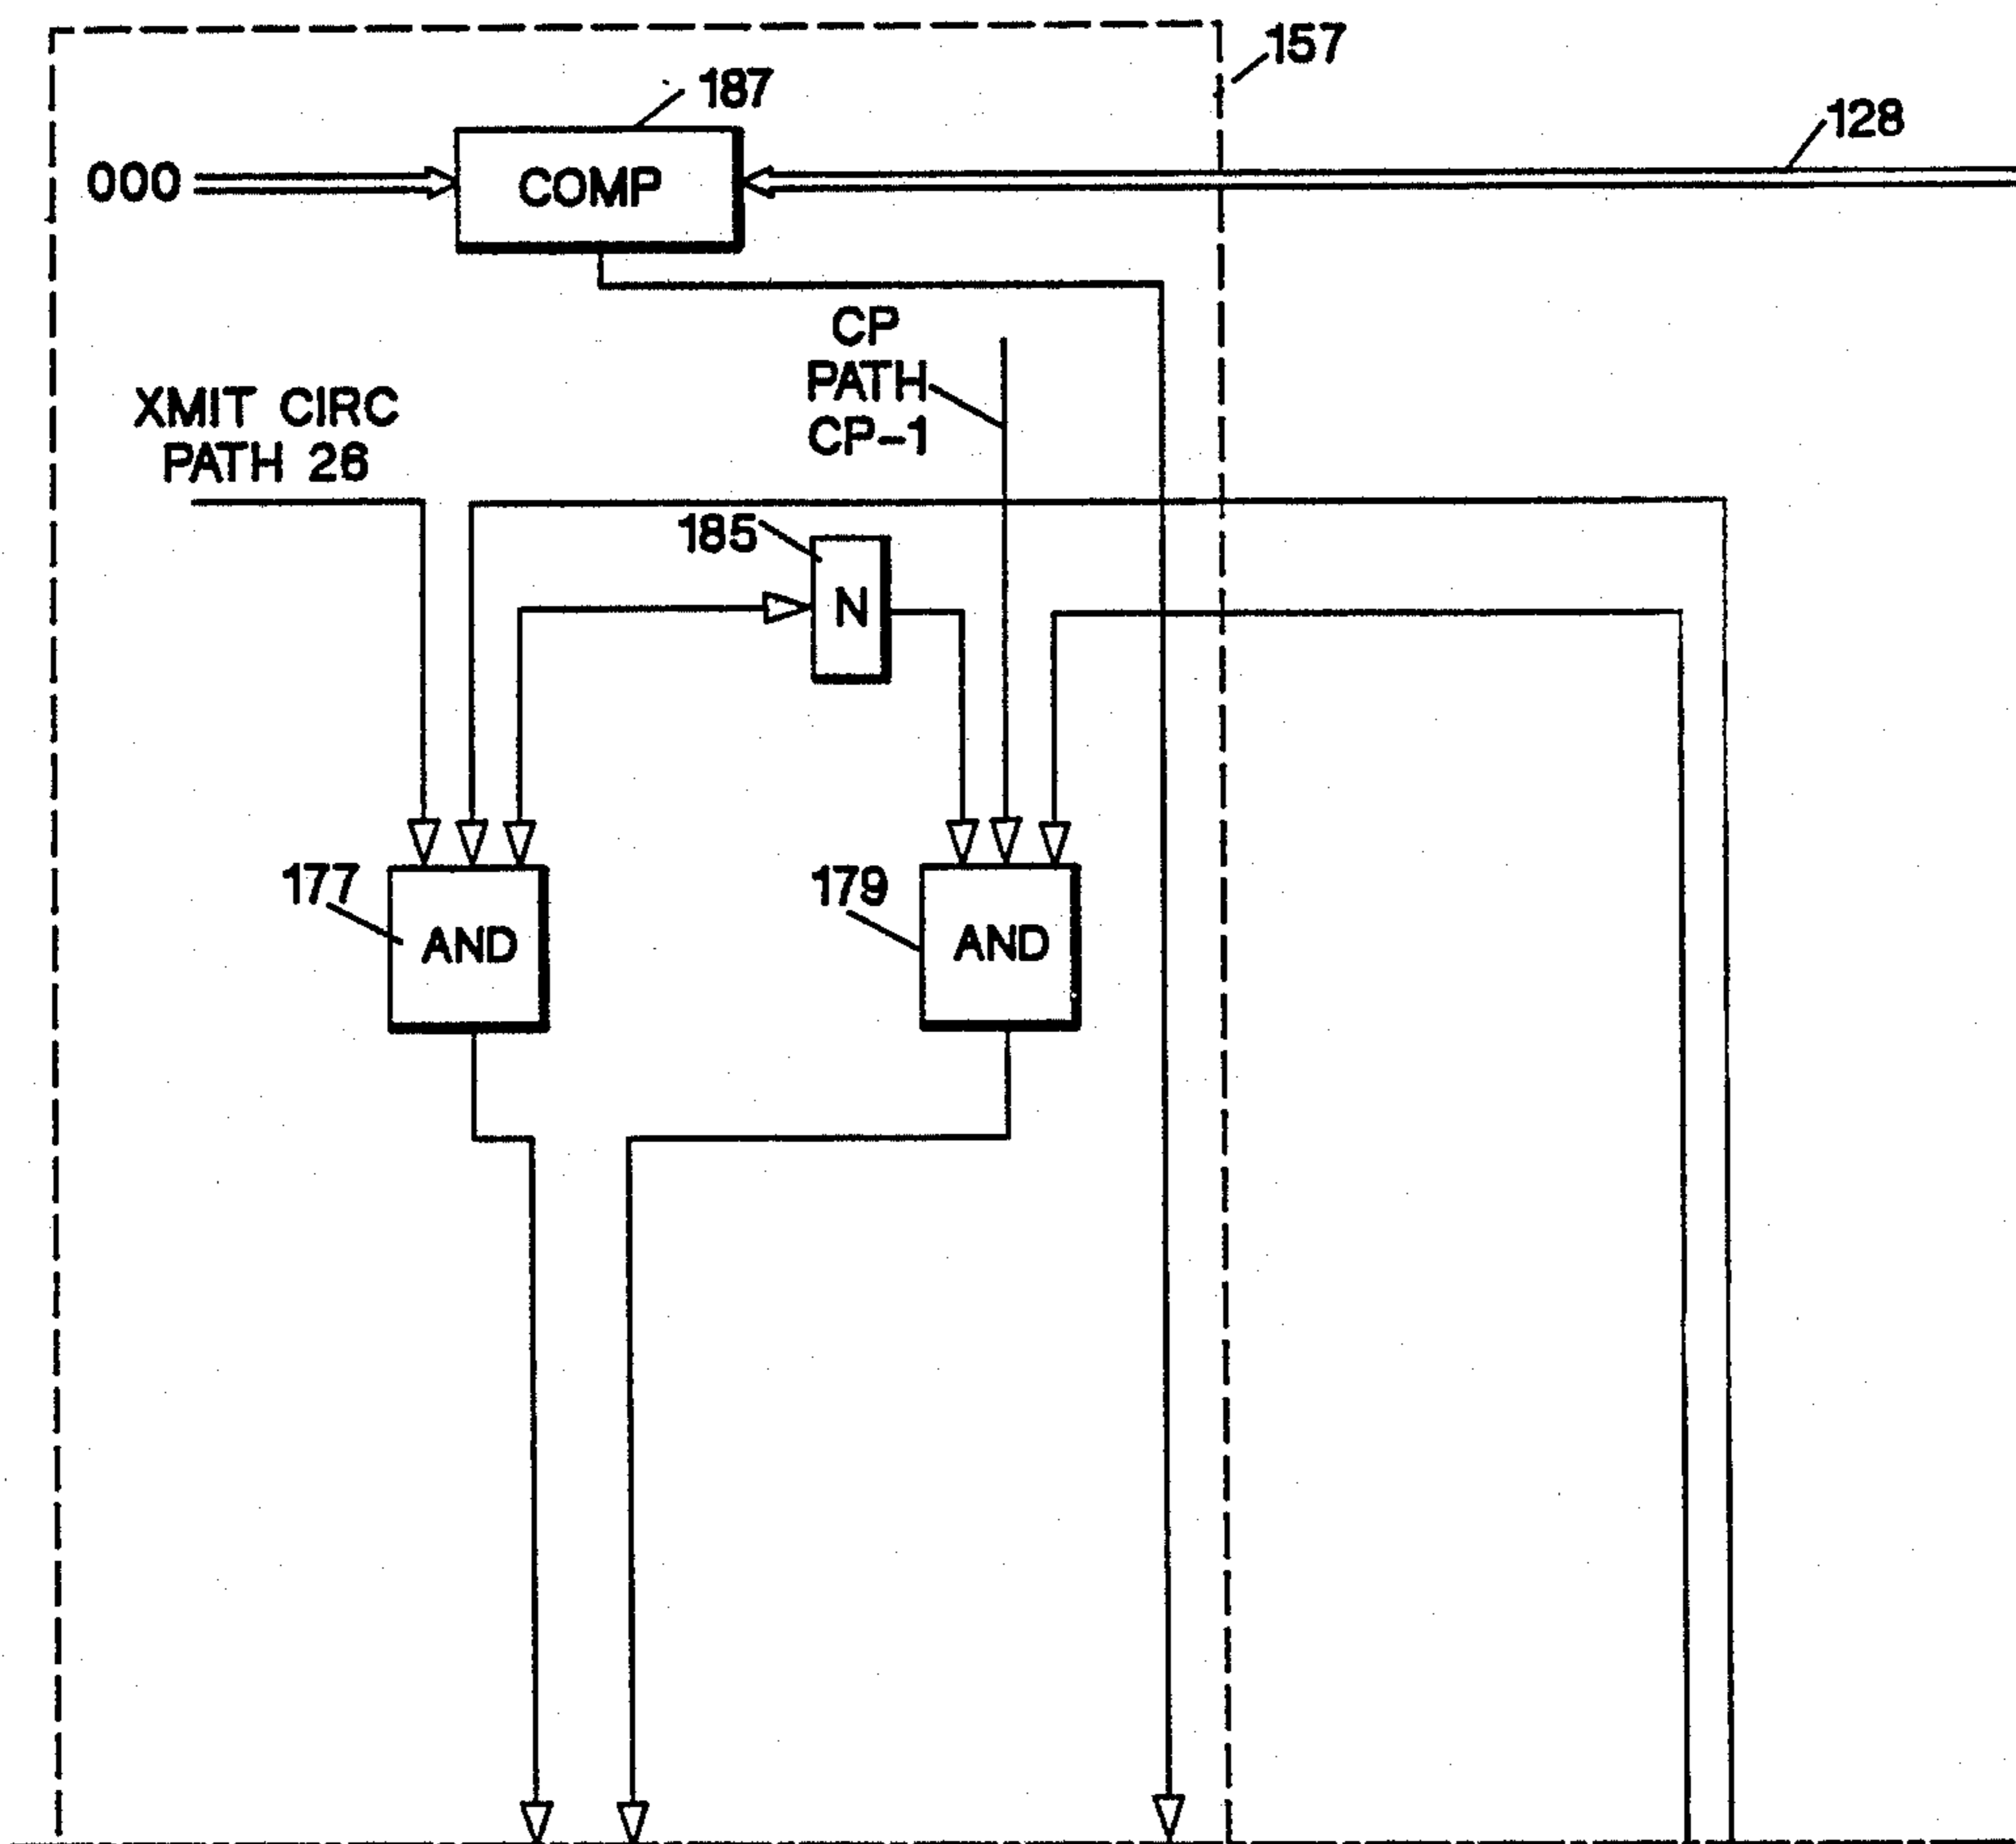 157
187
128
000
COMP
CP
PATH
CP-1
XMIT CIRC
PATH 26
185
N
177
AND
179
AND